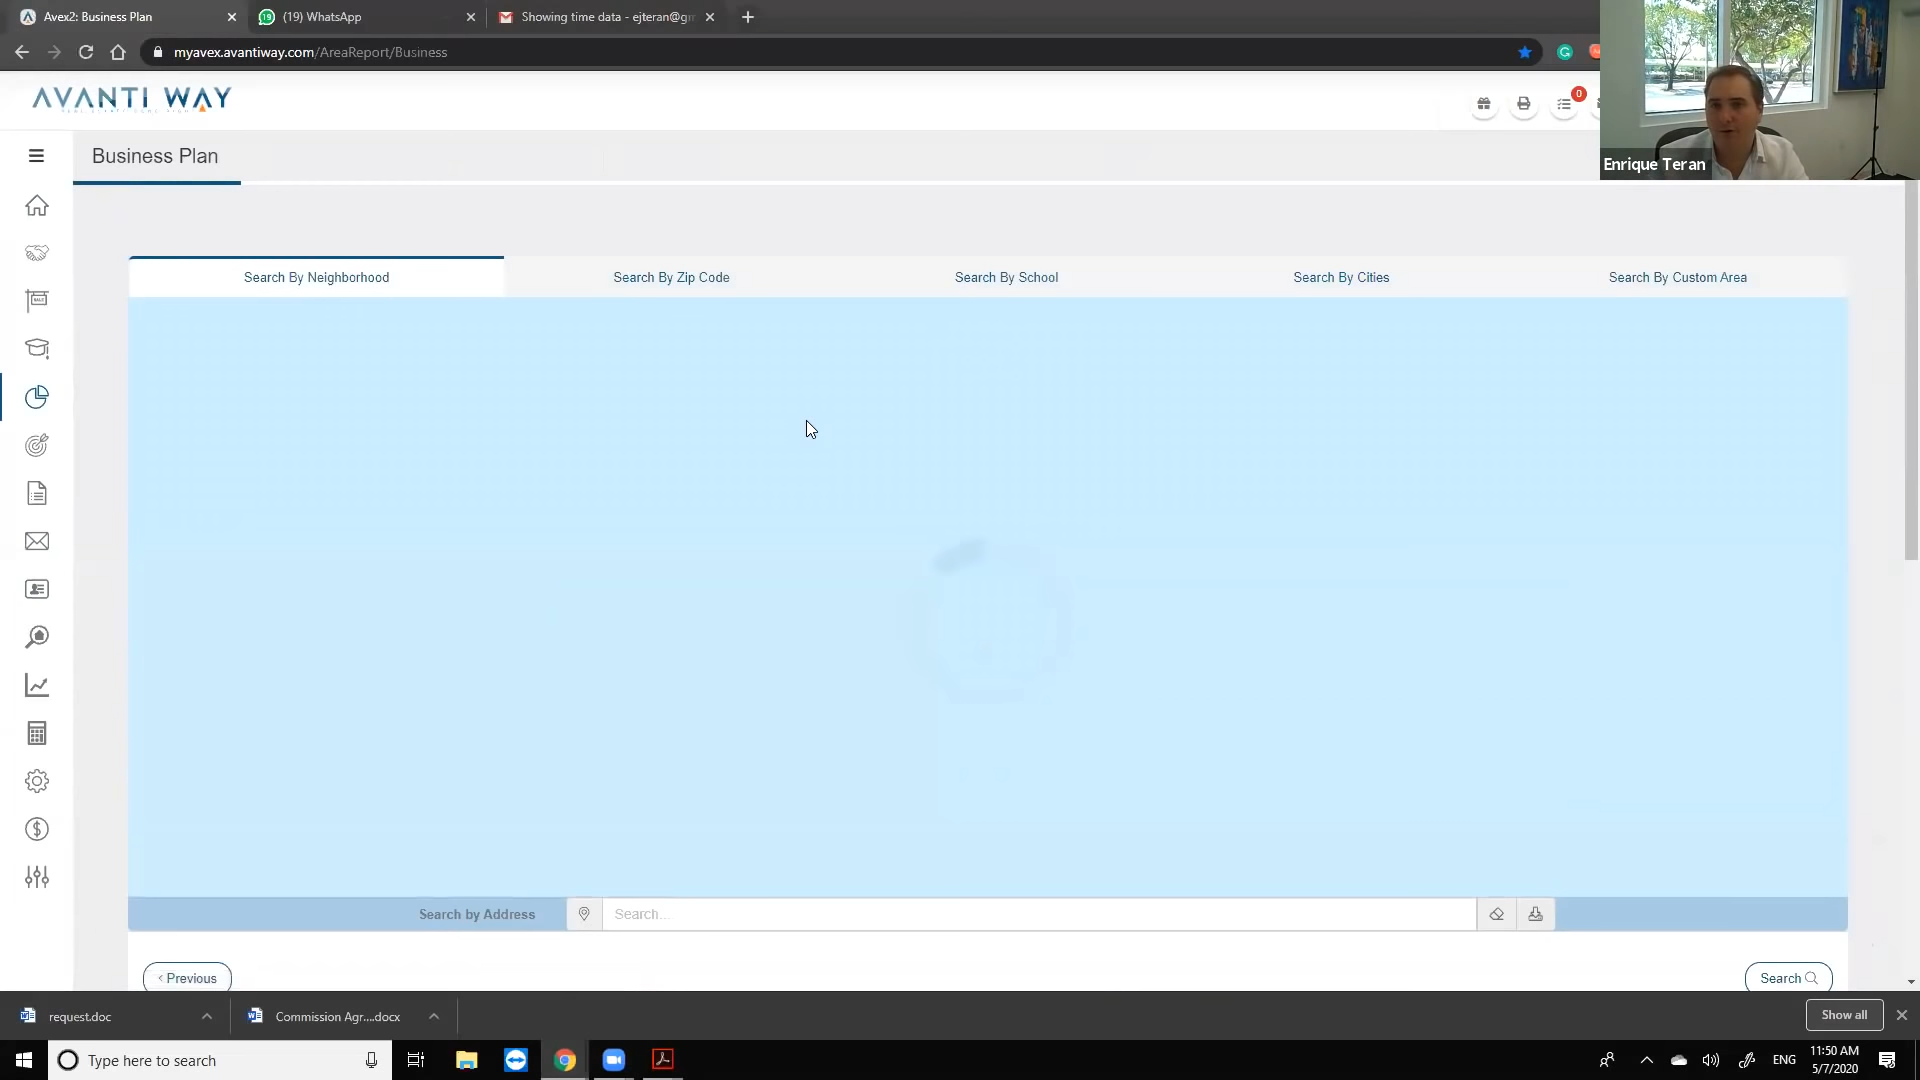 Avex2: Business Plan
(19) WhatsApp
Showing time data - ejteran@gm
myavex.avantiway.com/AreaReport/Business
AVANTI WAY
0
Enrique Teran
Business Plan
Search By Neighborhood
Search By Zip Code
Search By School
Search By Cities
Search By Custom Area
Search by Address
Search...
< Previous
Search
request.doc
Commission Agr....docx
Show all
Type here to search
ENG
11:50 AM
5/7/2020